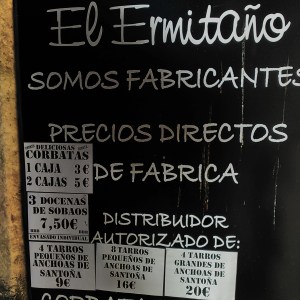 El Ermitaño
SOMOS FABRICANTES
PRECIOS DIRECTOS
DE FABRICA
DELICIOSAS
CORBATAS
1 CAJA 3€
2 CAJAS 5€
3 DOCENAS
DE SOBAOS
7,50€
ENVASADO INDIVIDUAL
DISTRIBUIDOR
AUTORIZADO DE:
4 TARROS
PEQUEÑOS DE
ANCHOAS DE
SANTOÑA
9€
8 TARROS
PEQUEÑOS DE
ANCHOAS DE
SANTOÑA
16€
4 TARROS
GRANDES DE
ANCHOAS DE
SANTOÑA
20€